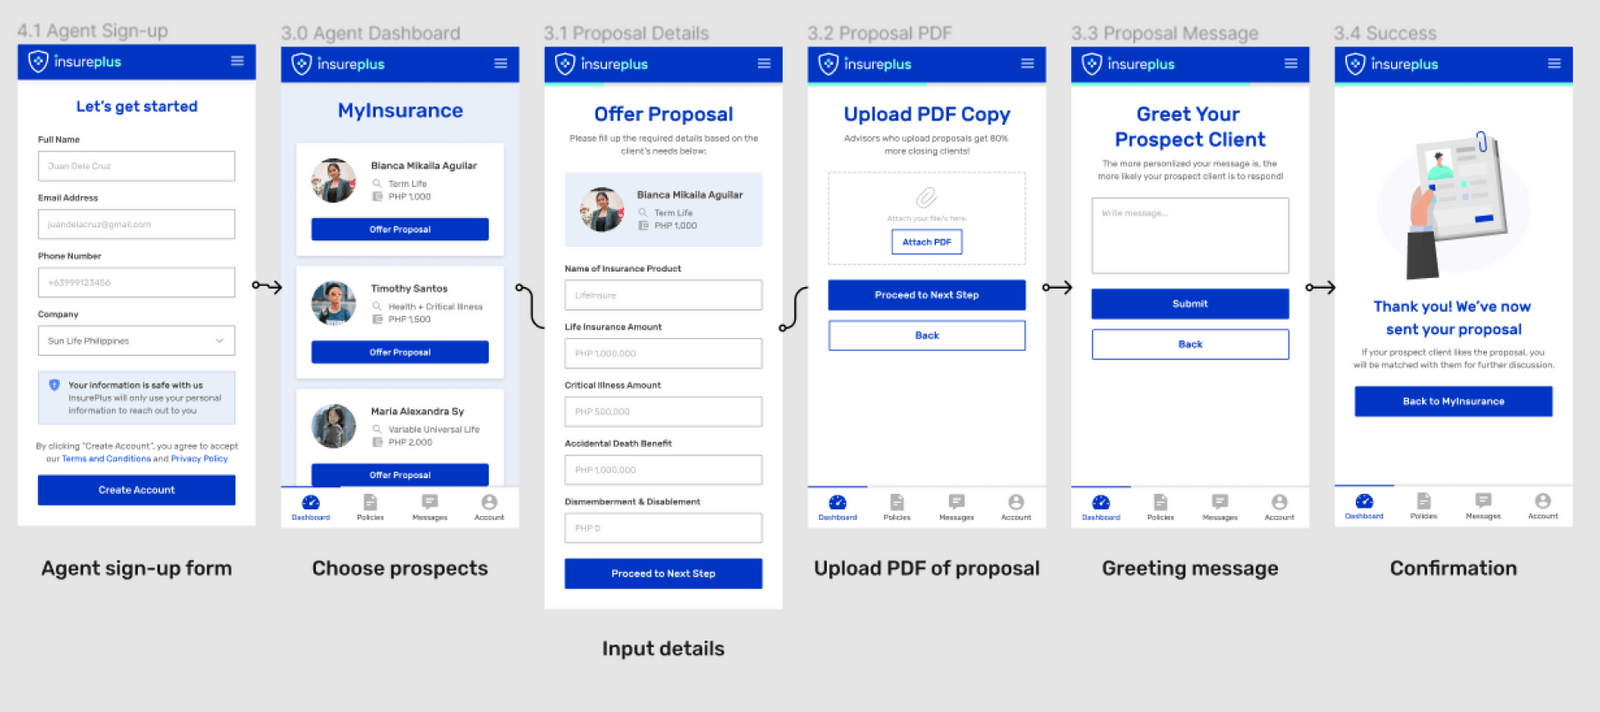 4.1 Agent Sign-up
insureplus
Let's get started
Full Name
Juan Dela Cruz
Email Address
juandelacruz@gmail.com
Phone Number
+63999123456
Company
Sun Life Philippines
Your information is safe with us
InsurePlus will only use your personal
information to reach out to you
By clicking "Create Account", you agree to accept
our Terms and Conditions and Privacy Policy
Create Account
Agent sign-up form
3.0 Agent Dashboard
insureplus
MyInsurance
Bianca Mikaila Aguilar
Term Life
PHP 1,000
Offer Proposal
Timothy Santos
Health + Critical Illness
PHP 1,500
Offer Proposal
Maria Alexandra Sy
Variable Universal Life
PHP 2,000
Offer Proposal
Dashboard Policies Messages Account
Choose prospects
3.1 Proposal Details
insureplus
Offer Proposal
Please fill up the required details based on the
client's needs below:
Bianca Mikaila Aguilar
Term Life
PHP 1,000
Name of Insurance Product
Lifeinsure
Life Insurance Amount
PHP 1,000,000
Critical Illness Amount
PHP 500,000
Accidental Death Benefit
PHP 1,000,000
Dismemberment & Disablement
PHP 0
Proceed to Next Step
Input details
3.2 Proposal PDF
insureplus
Upload PDF Copy
Advisors who upload proposals get 80%
more closing clients!
Attach your file/s here.
Attach PDF
Proceed to Next Step
Back
Dashboard Policies Messages Account
Upload PDF of proposal
3.3 Proposal Message
insureplus
Greet Your
Prospect Client
The more personlized your message is, the
more likely your prospect client is to respond!
Write message...
Submit
Back
Dashboard Policies Messages Account
Greeting message
3.4 Success
insureplus
Thank you! We've now
sent your proposal
If your prospect client likes the proposal, you
will be matched with them for further discussion.
Back to MyInsurance
Dashboard Policies Messages Account
Confirmation